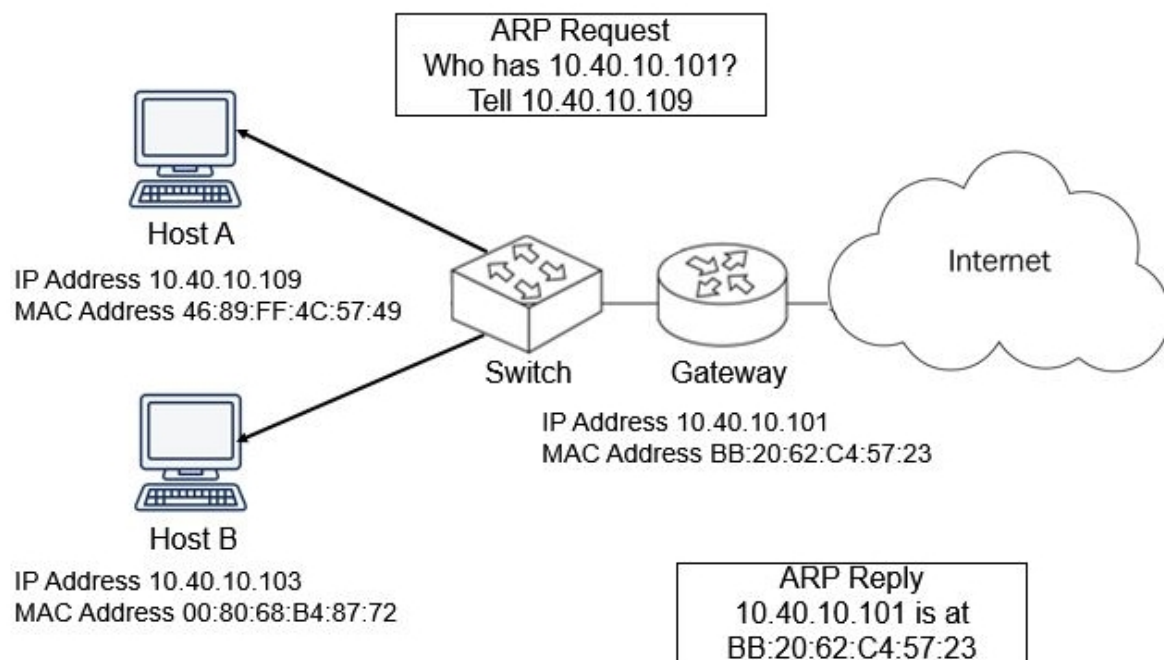 ARP Request
Who has 10.40.10.101?
Tell 10.40.10.109
Host A
IP Address 10.40.10.109
MAC Address 46:89:FF:4C:57:49
Internet
Switch
Gateway
IP Address 10.40.10.101
MAC Address BB:20:62:C4:57:23
Host B
IP Address 10.40.10.103
MAC Address 00:80:68:B4:87:72
ARP Reply
10.40.10.101 is at
BB:20:62:C4:57:23